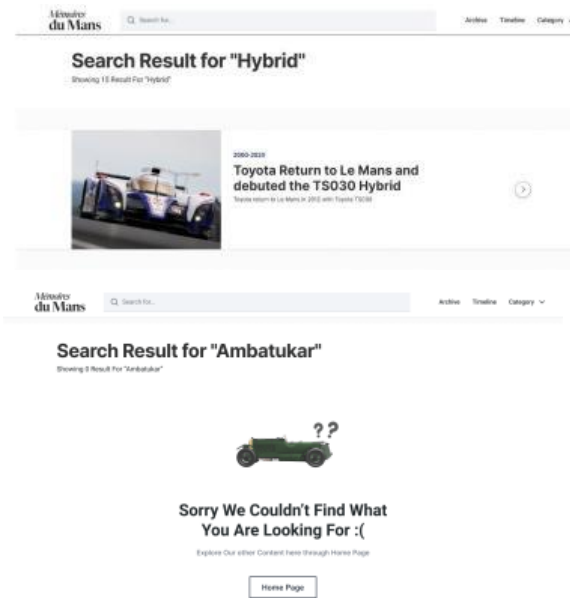 Mémoires
du Mans
Search for..
Archive Timeline Category
Search Result for "Hybrid"
Showing 15 Result For "Hybrid"
2000-2020
Toyota Return to Le Mans and
debuted the TS030 Hybrid
Toyota return to Le Mans in 2012 with Toyota TS030
Mémoires
du Mans
Search for..
Archive Timeline Category
Search Result for "Ambatukar"
Showing 0 Result For "Ambatukar"
??
Sorry We Couldn't Find What
You Are Looking For :(
Explore Our other Content here through Home Page
Home Page